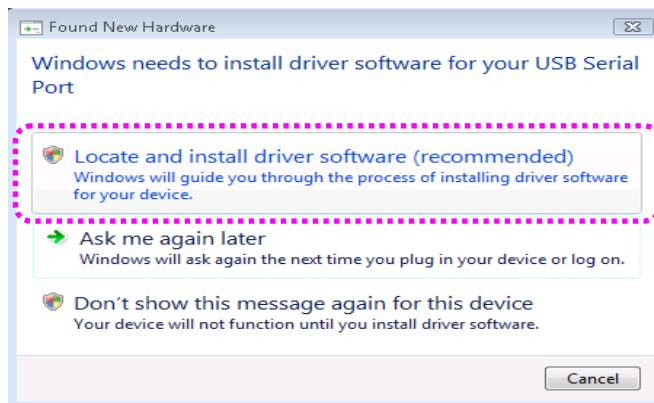 Found New Hardware
Windows needs to install driver software for your USB Serial
Port
Locate and install driver software (recommended)
Windows will guide you through the process of installing driver software
for your device.
Ask me again later
Windows will ask again the next time you plug in your device or log on.
Don't show this message again for this device
Your device will not function until you install driver software.
Cancel